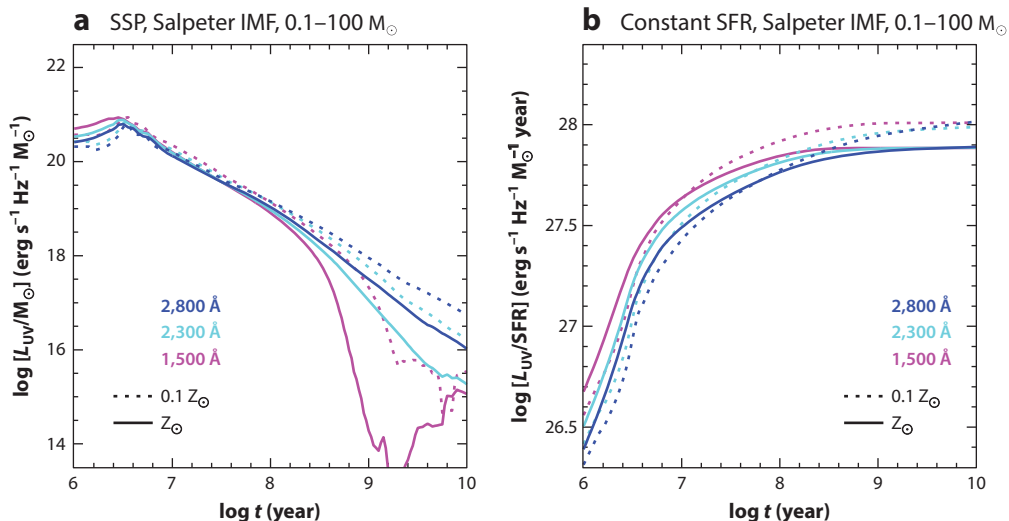 a SSP, Salpeter IMF, 0.1–100 M⊙
log [L_UV/M⊙] (erg s⁻¹ Hz⁻¹ M⊙⁻¹)
22
20
18
16
14
2,800 Å
2,300 Å
1,500 Å
0.1 Z⊙
Z⊙
6 7 8 9 10
log t (year)
b Constant SFR, Salpeter IMF, 0.1–100 M⊙
log [L_UV/SFR] (erg s⁻¹ Hz⁻¹ M⊙⁻¹ year)
28
27.5
27
26.5
2,800 Å
2,300 Å
1,500 Å
0.1 Z⊙
Z⊙
6 7 8 9 10
log t (year)